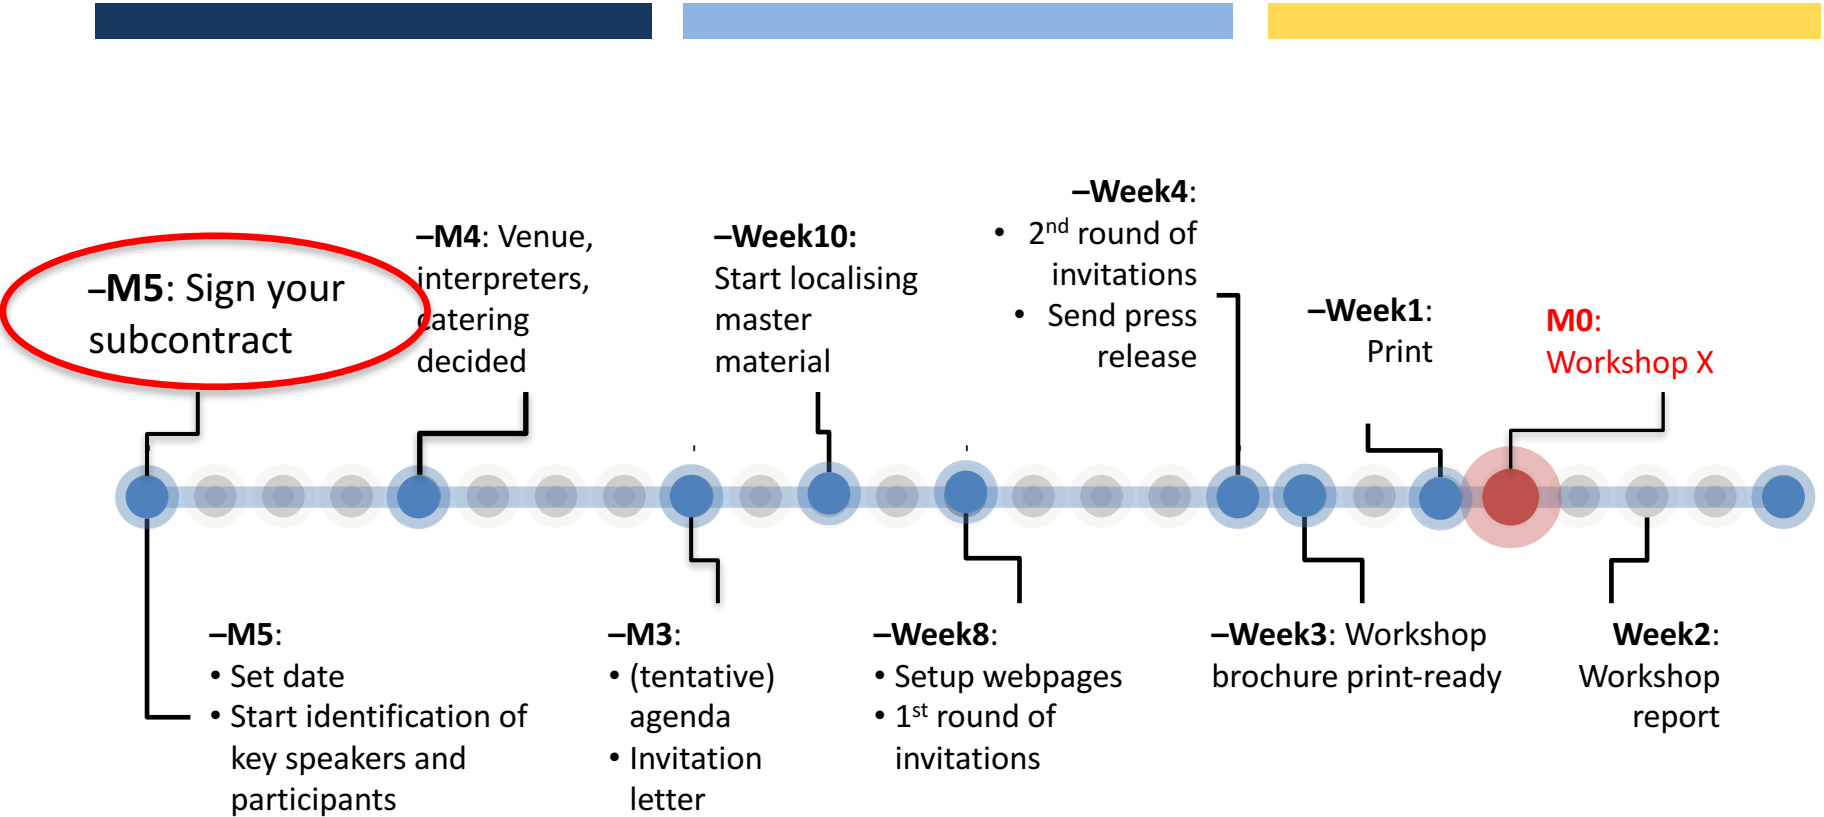 –M5: Sign your
subcontract
–M4: Venue,
interpreters,
catering
decided
–Week10:
Start localising
master
material
–Week4:
• 2nd round of
invitations
• Send press
release
–Week1:
Print
M0:
Workshop X
–M5:
• Set date
• Start identification of
key speakers and
participants
–M3:
• (tentative)
agenda
• Invitation
letter
–Week8:
• Setup webpages
• 1st round of
invitations
–Week3: Workshop
brochure print-ready
Week2:
Workshop
report